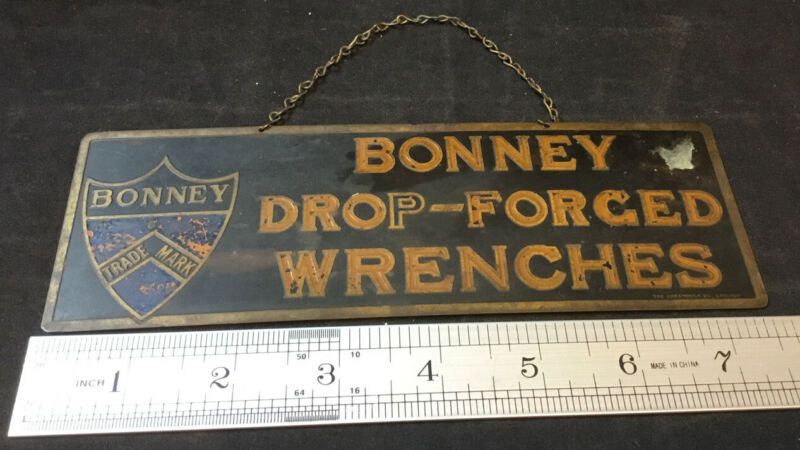 BONNEY
DROP-FORGED
WRENCHES
BONNEY
TRADE MARK
INCH 1 2 3 4 5 6 7
50 10
64 16
MADE IN CHINA